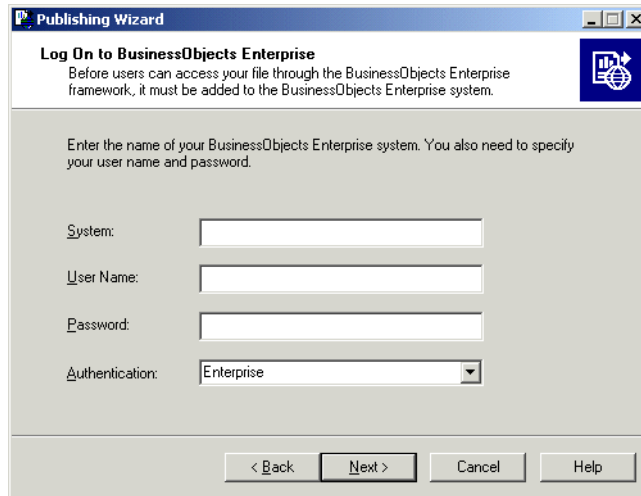 Publishing Wizard
Log On to BusinessObjects Enterprise
Before users can access your file through the BusinessObjects Enterprise
framework, it must be added to the BusinessObjects Enterprise system.
Enter the name of your BusinessObjects Enterprise system. You also need to specify
your user name and password.
System:
User Name:
Password:
Authentication: Enterprise
< Back Next > Cancel Help